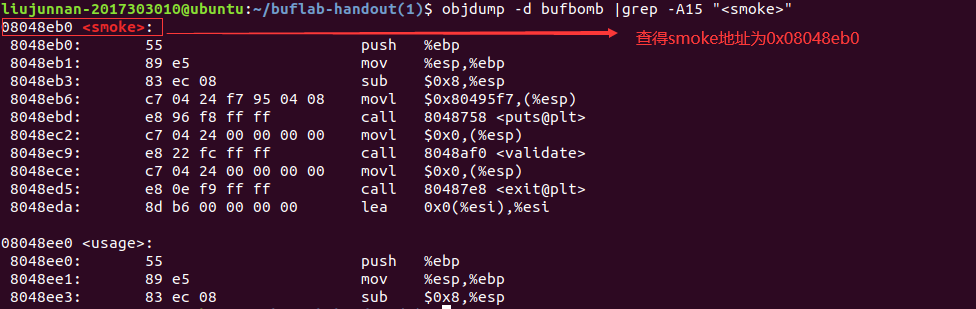 liujunnan-2017303010@ubuntu:~/buflab-handout(1)$ objdump -d bufbomb |grep -A15 "<smoke>"
08048eb0 <smoke>:
查得smoke地址为0x08048eb0
8048eb0: 55 push %ebp
8048eb1: 89 e5 mov %esp,%ebp
8048eb3: 83 ec 08 sub $0x8,%esp
8048eb6: c7 04 24 f7 95 04 08 movl $0x80495f7,(%esp)
8048ebd: e8 96 f8 ff ff call 8048758 <puts@plt>
8048ec2: c7 04 24 00 00 00 00 movl $0x0,(%esp)
8048ec9: e8 22 fc ff ff call 8048af0 <validate>
8048ece: c7 04 24 00 00 00 00 movl $0x0,(%esp)
8048ed5: e8 0e f9 ff ff call 80487e8 <exit@plt>
8048eda: 8d b6 00 00 00 00 lea 0x0(%esi),%esi
08048ee0 <usage>:
8048ee0: 55 push %ebp
8048ee1: 89 e5 mov %esp,%ebp
8048ee3: 83 ec 08 sub $0x8,%esp